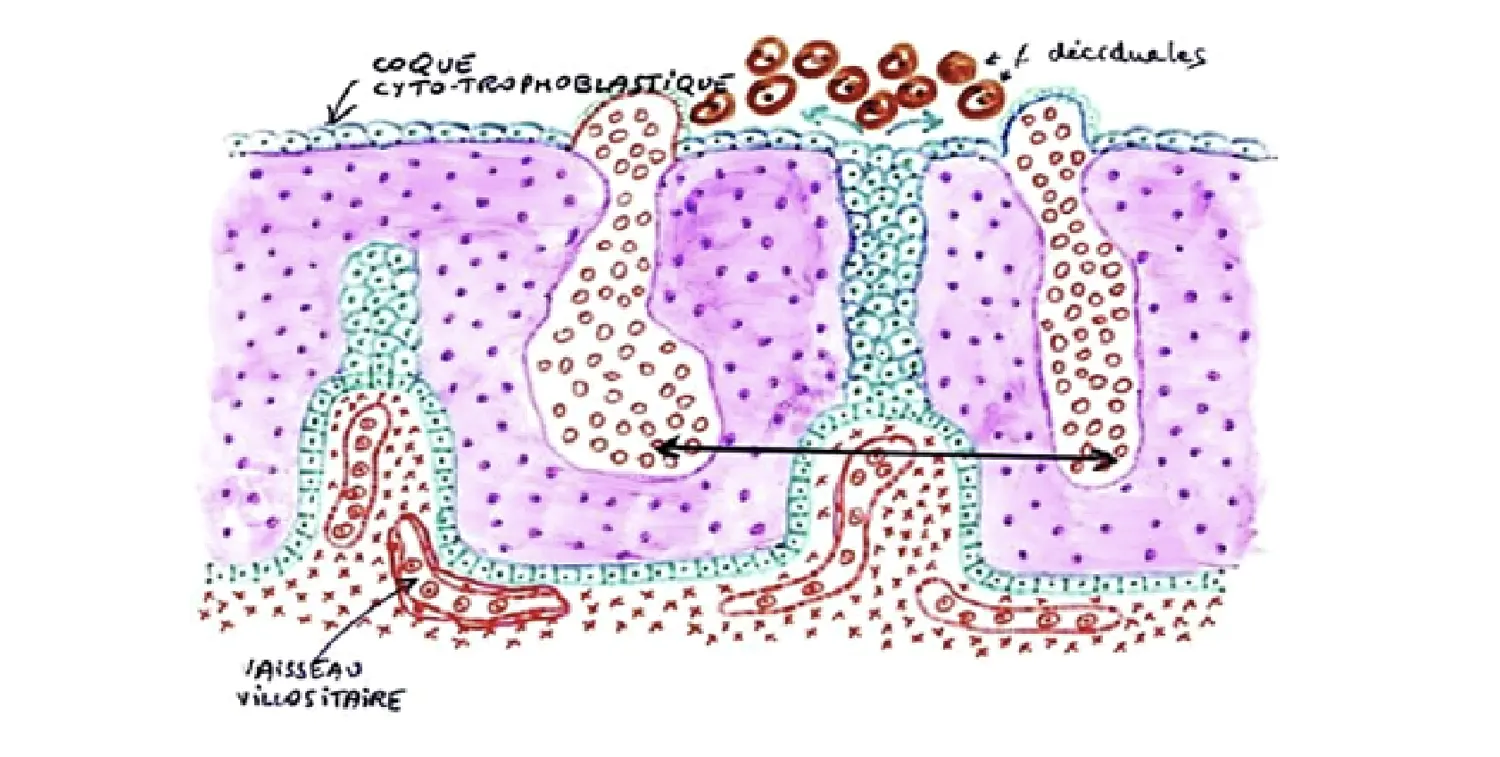 COQUE
CYTO-TROPHOBLASTIQUE
déciduales
VAISSEAU
VILLOSITAIRE